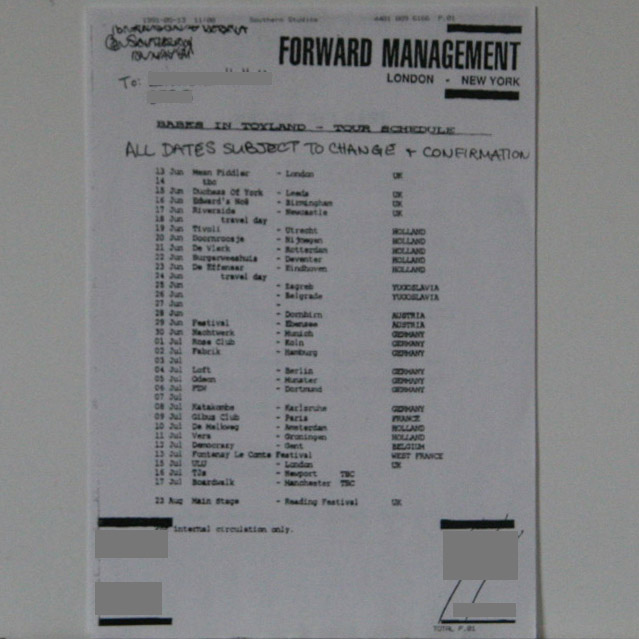 1991-05-13 11:06 Southern Studios P.01
FORWARD MANAGEMENT
LONDON · NEW YORK
To:
BABES IN TOYLAND - TOUR SCHEDULE
ALL DATES SUBJECT TO CHANGE + CONFIRMATION
13 Jun Mean Fiddler - London UK
14 tbc
15 Jun Duchess Of York - Leeds UK
16 Jun Edward's No8 - Birmingham UK
17 Jun Riverside - Newcastle UK
18 Jun travel day
19 Jun Tivoli - Utrecht HOLLAND
20 Jun Doornroosje - Nijmegen HOLLAND
21 Jun De Vlerk - Rotterdam HOLLAND
22 Jun Burgerweeshuis - Deventer HOLLAND
23 Jun De Effenaar - Eindhoven HOLLAND
24 Jun travel day
25 Jun - Zagreb YUGOSLAVIA
26 Jun - Belgrade YUGOSLAVIA
27 Jun -
28 Jun - Dornbirn AUSTRIA
29 Jun Festival - Ebensee AUSTRIA
30 Jun Nachtwerk - Munich GERMANY
01 Jul Rose Club - Koln GERMANY
02 Jul Fabrik - Hamburg GERMANY
03 Jul
04 Jul Loft - Berlin GERMANY
05 Jul Odeon - Munster GERMANY
06 Jul FZW - Dortmund GERMANY
07 Jul
08 Jul Katakombe - Karlsruhe GERMANY
09 Jul Gibus Club - Paris FRANCE
10 Jul De Melkweg - Amsterdam HOLLAND
11 Jul Vera - Groningen HOLLAND
12 Jul Democrazy - Gent BELGIUM
13 Jul Fontenay Le Comte Festival WEST FRANCE
15 Jul ULU - London UK
16 Jul TJs - Newport TBC
17 Jul Boardwalk - Manchester TBC
23 Aug Main Stage - Reading Festival UK
internal circulation only.
TOTAL P.01